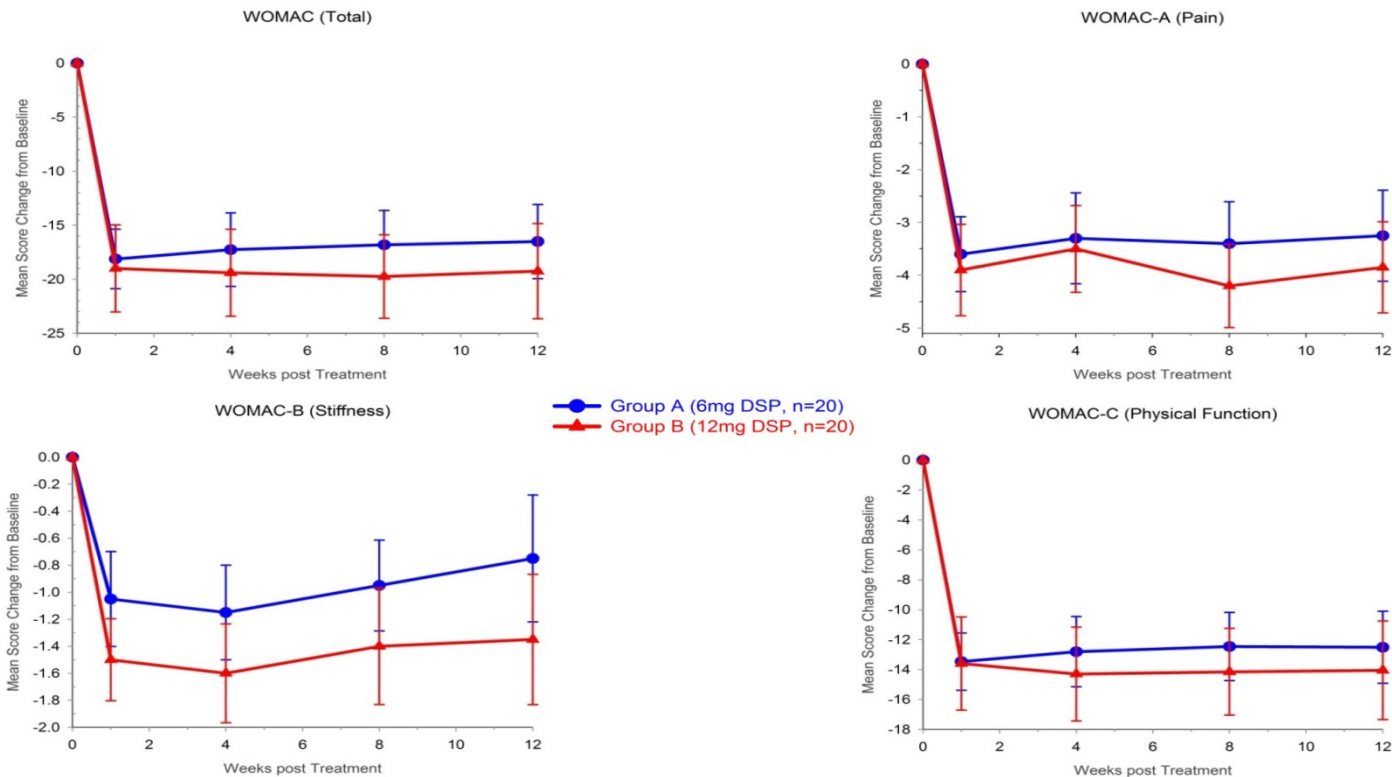 WOMAC (Total)
Mean Score Change from Baseline
0
-5
-10
-15
-20
-25
0 2 4 6 8 10 12
Weeks post Treatment
WOMAC-A (Pain)
Mean Score Change from Baseline
0
-1
-2
-3
-4
-5
0 2 4 6 8 10 12
Weeks post Treatment
Group A (6mg DSP, n=20)
Group B (12mg DSP, n=20)
WOMAC-B (Stiffness)
Mean Score Change from Baseline
0.0
-0.2
-0.4
-0.6
-0.8
-1.0
-1.2
-1.4
-1.6
-1.8
-2.0
0 2 4 6 8 10 12
Weeks post Treatment
WOMAC-C (Physical Function)
Mean Score Change from Baseline
0
-2
-4
-6
-8
-10
-12
-14
-16
-18
0 2 4 6 8 10 12
Weeks post Treatment